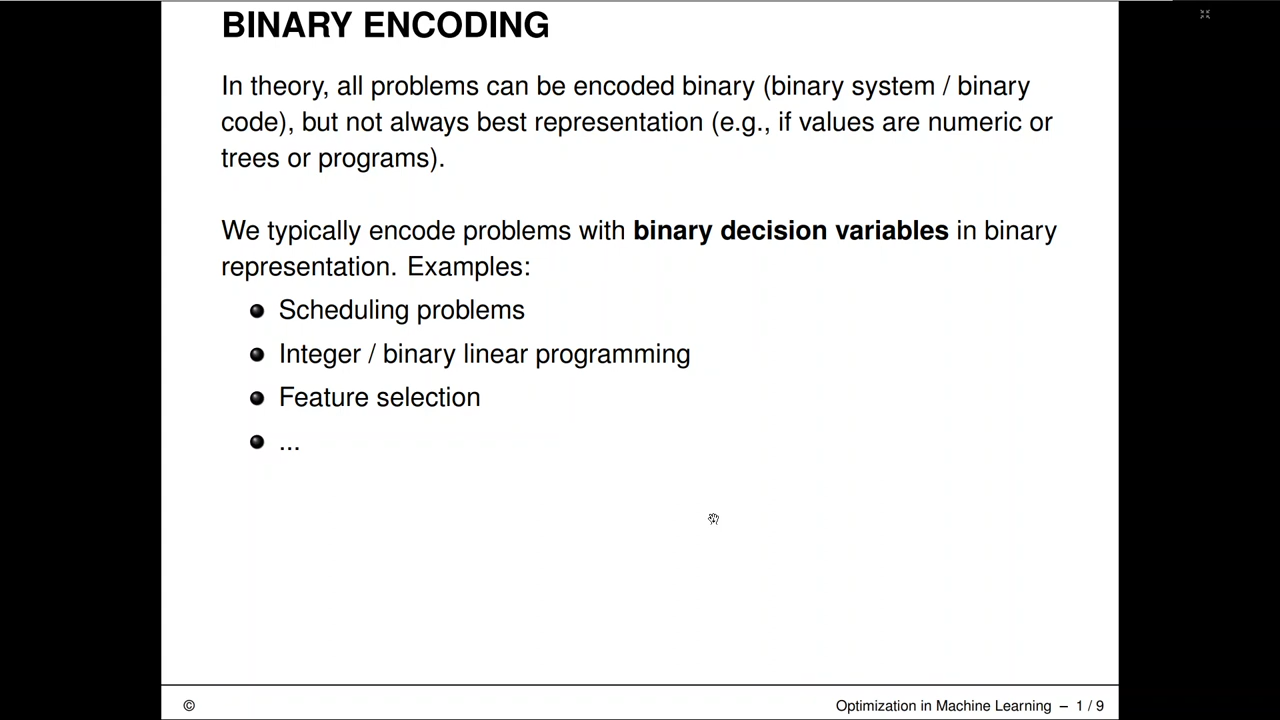 BINARY ENCODING
In theory, all problems can be encoded binary (binary system / binary
code), but not always best representation (e.g., if values are numeric or
trees or programs).
We typically encode problems with binary decision variables in binary
representation. Examples:
Scheduling problems
Integer / binary linear programming
Feature selection
...
© Optimization in Machine Learning – 1 / 9